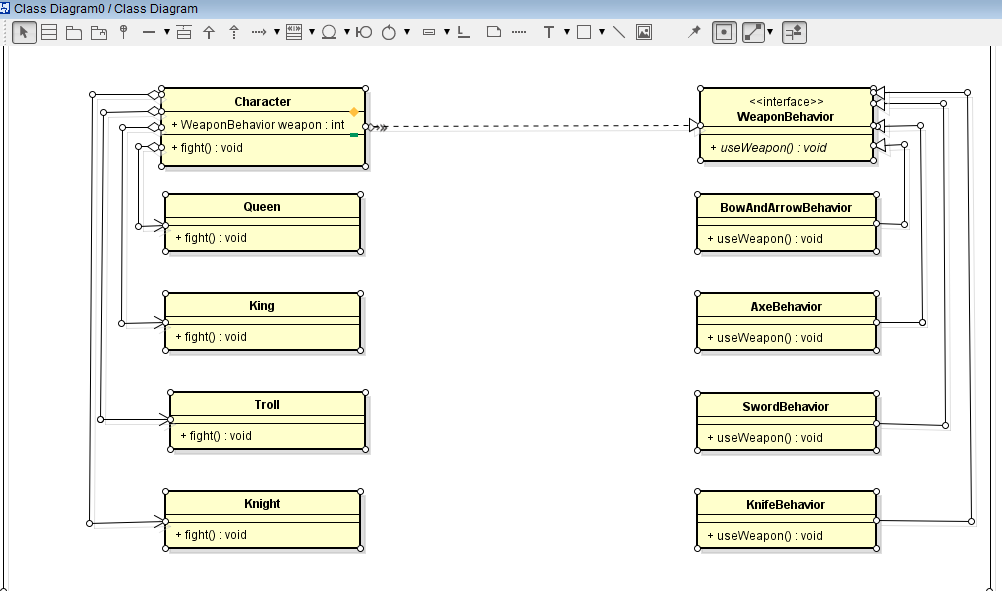 Class Diagram0 / Class Diagram
Character
+ WeaponBehavior weapon : int
+ fight() : void
<<interface>>
WeaponBehavior
+ useWeapon() : void
Queen
+ fight() : void
BowAndArrowBehavior
+ useWeapon() : void
King
+ fight() : void
AxeBehavior
+ useWeapon() : void
Troll
+ fight() : void
SwordBehavior
+ useWeapon() : void
Knight
+ fight() : void
KnifeBehavior
+ useWeapon() : void